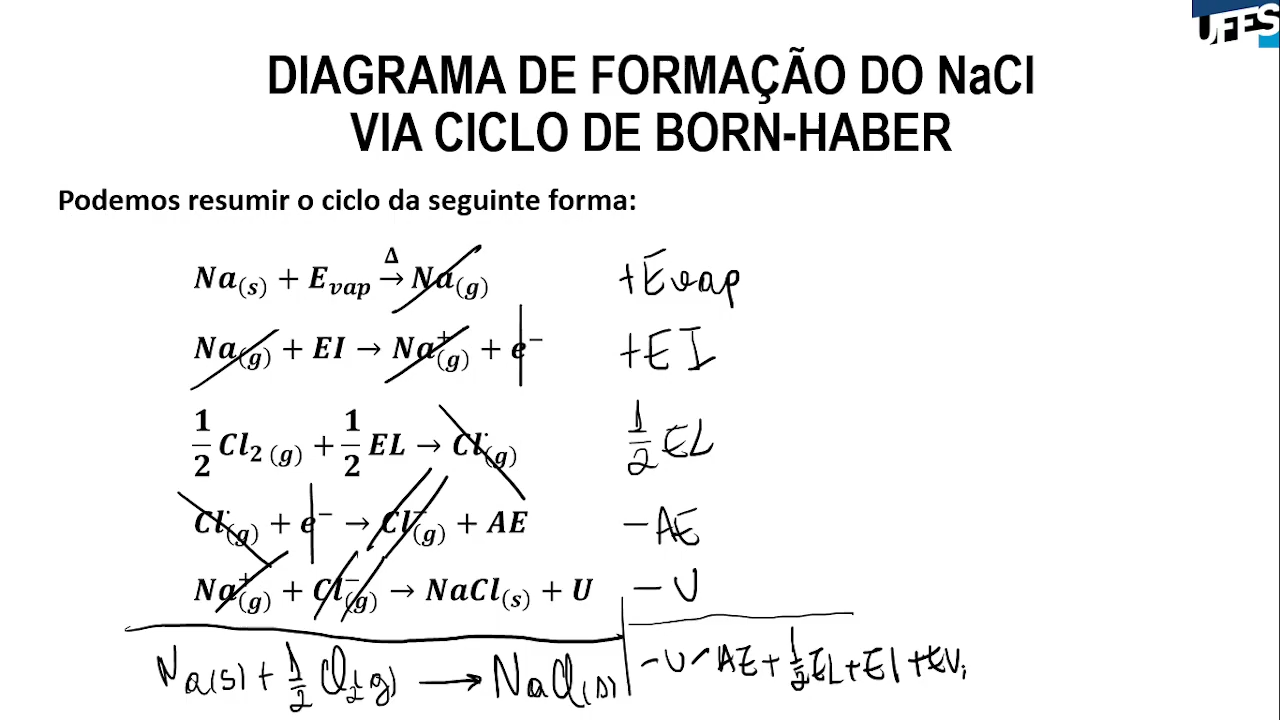 UFES
DIAGRAMA DE FORMAÇÃO DO NaCl
VIA CICLO DE BORN-HABER
Podemos resumir o ciclo da seguinte forma:
Na(s) + Evap →Δ Na(g) +Evap
Na(g) + EI → Na⁺(g) + e⁻ +EI
1/2 Cl₂ (g) + 1/2 EL → Cl·(g) 1/2 EL
Cl·(g) + e⁻ → Cl⁻(g) + AE -AE
Na⁺(g) + Cl⁻(g) → NaCl(s) + U -U
Na(s) + 1/2 Cl₂(g) → NaCl(s) -U - AE + 1/2 EL + EI + EV